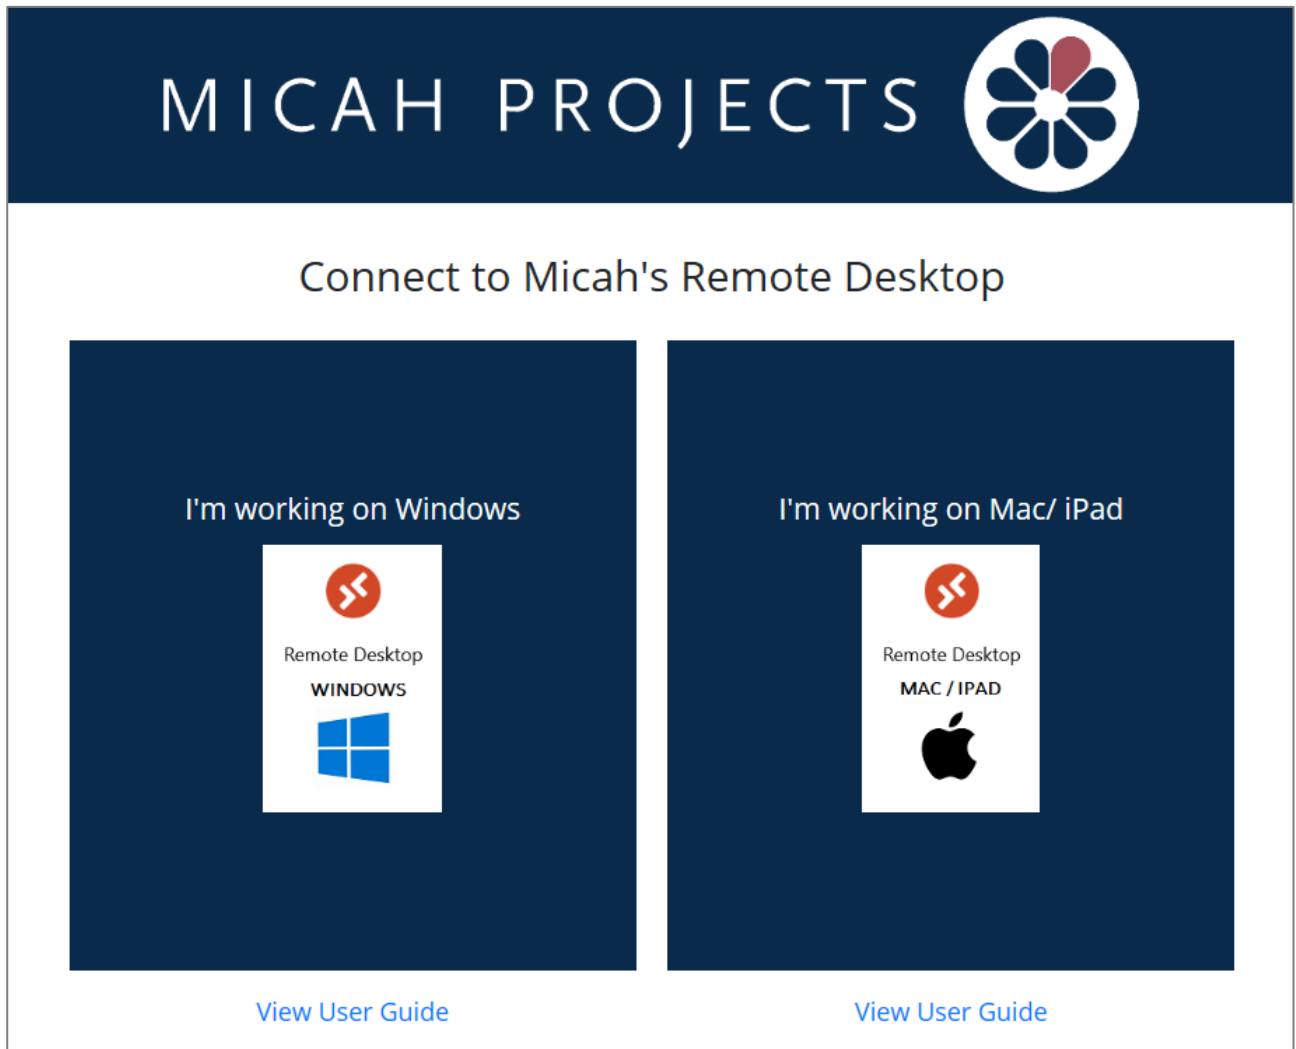 MICAH PROJECTS
Connect to Micah's Remote Desktop
I'm working on Windows
Remote Desktop
WINDOWS
View User Guide
I'm working on Mac/ iPad
Remote Desktop
MAC / IPAD
View User Guide